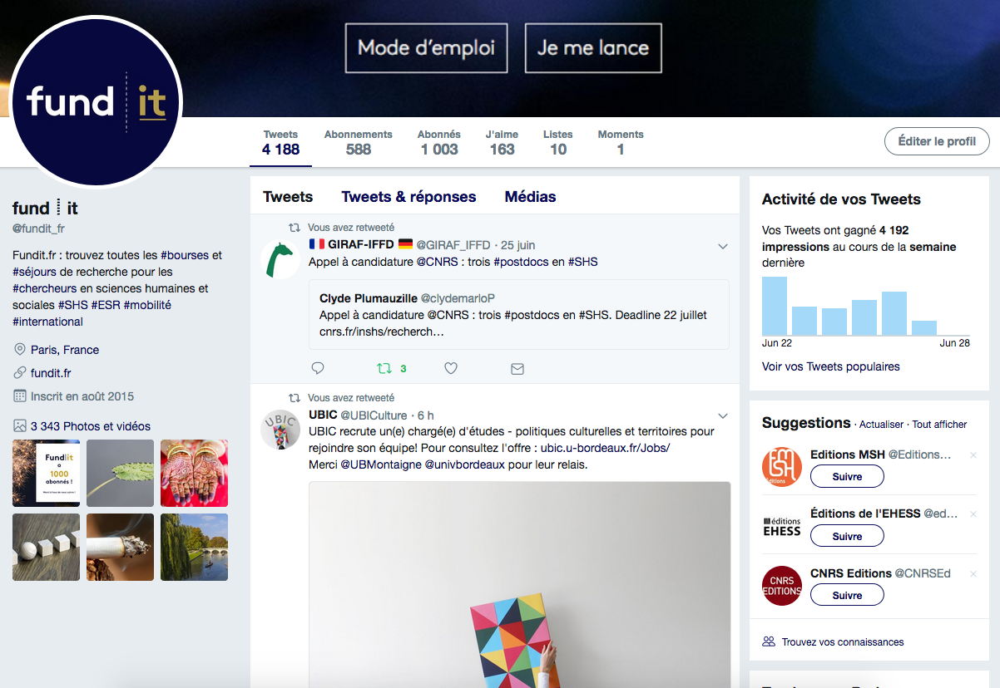 Mode d'emploi
Je me lance
fund it
Tweets
4 188
Abonnements
588
Abonnés
1 003
J'aime
163
Listes
10
Moments
1
Éditer le profil
fund ┊ it
@fundit_fr
Fundit.fr : trouvez toutes les #bourses et
#séjours de recherche pour les
#chercheurs en sciences humaines et
sociales #SHS #ESR #mobilité
#international
Paris, France
fundit.fr
Inscrit en août 2015
3 343 Photos et vidéos
Fund it
a
1000
abonnés !
Tweets
Tweets & réponses
Médias
Vous avez retweeté
GIRAF-IFFD @GIRAF_IFFD · 25 juin
Appel à candidature @CNRS : trois #postdocs en #SHS
Clyde Plumauzille @clydemarloP
Appel à candidature @CNRS : trois #postdocs en #SHS. Deadline 22 juillet
cnrs.fr/inshs/recherch…
3
Vous avez retweeté
UBIC
UBIC @UBICulture · 6 h
UBIC recrute un(e) chargé(e) d'études - politiques culturelles et territoires pour
rejoindre son équipe! Pour consultez l'offre : ubic.u-bordeaux.fr/Jobs/
Merci @UBMontaigne @univbordeaux pour leur relais.
Activité de vos Tweets
Vos Tweets ont gagné 4 192
impressions au cours de la semaine
dernière
Jun 22
Jun 28
Voir vos Tweets populaires
Suggestions · Actualiser · Tout afficher
Editions MSH @Editions…
Suivre
Éditions de l'EHESS @ed…
éditions
EHESS
Suivre
CNRS Editions @CNRSEd
CNRS
EDITIONS
Suivre
Trouvez vos connaissances